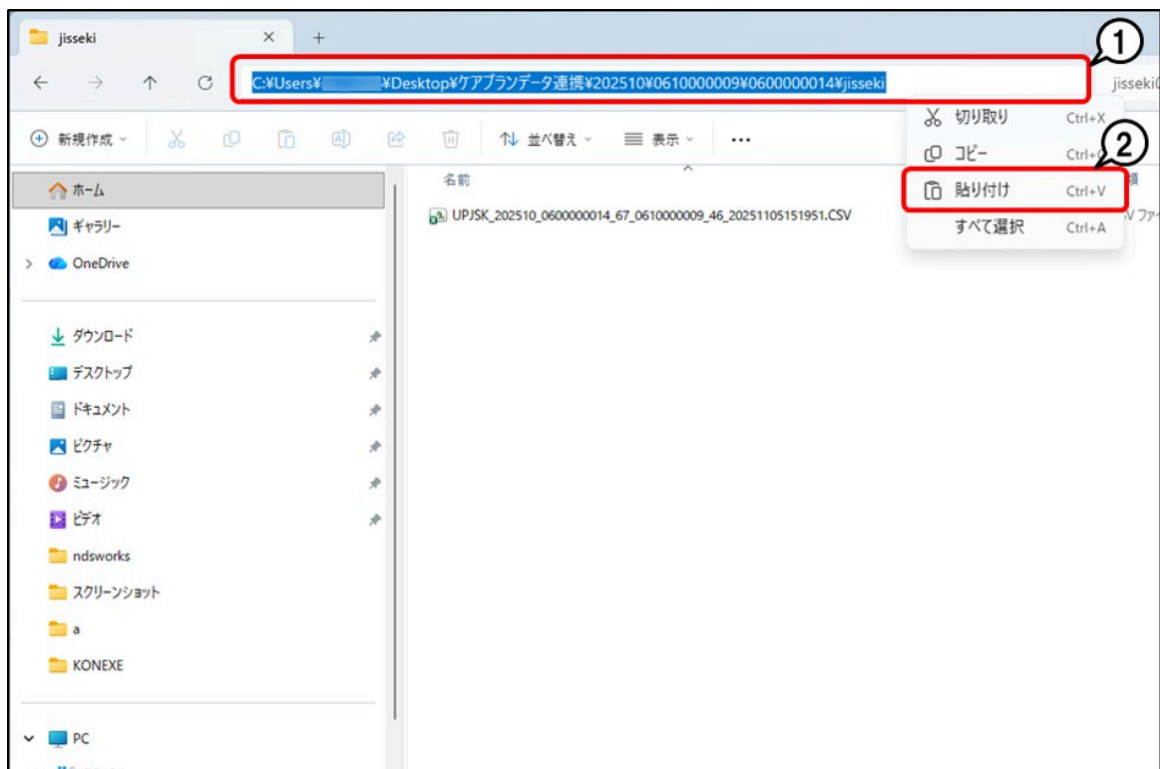 jisseki
①
C:¥Users¥ ¥Desktop¥ケアプランデータ連携¥202510¥0610000009¥0600000014¥jisseki
jisseki
新規作成
並べ替え
表示
切り取り Ctrl+X
コピー Ctrl+
②
貼り付け Ctrl+V
すべて選択 Ctrl+A
名前
UPJSK_202510_0600000014_67_0610000009_46_20251105151951.CSV
ホーム
ギャラリー
OneDrive
ダウンロード
デスクトップ
ドキュメント
ピクチャ
ミュージック
ビデオ
ndsworks
スクリーンショット
a
KONEXE
PC